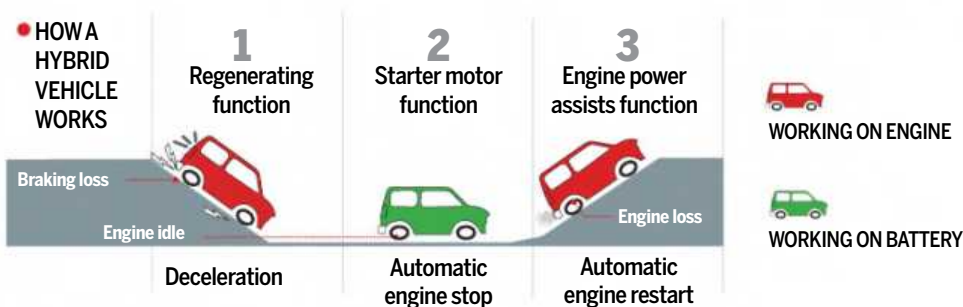 HOW A
HYBRID
VEHICLE
WORKS
1
Regenerating
function
2
Starter motor
function
3
Engine power
assists function
WORKING ON ENGINE
WORKING ON BATTERY
Braking loss
Engine idle
Engine loss
Deceleration
Automatic
engine stop
Automatic
engine restart